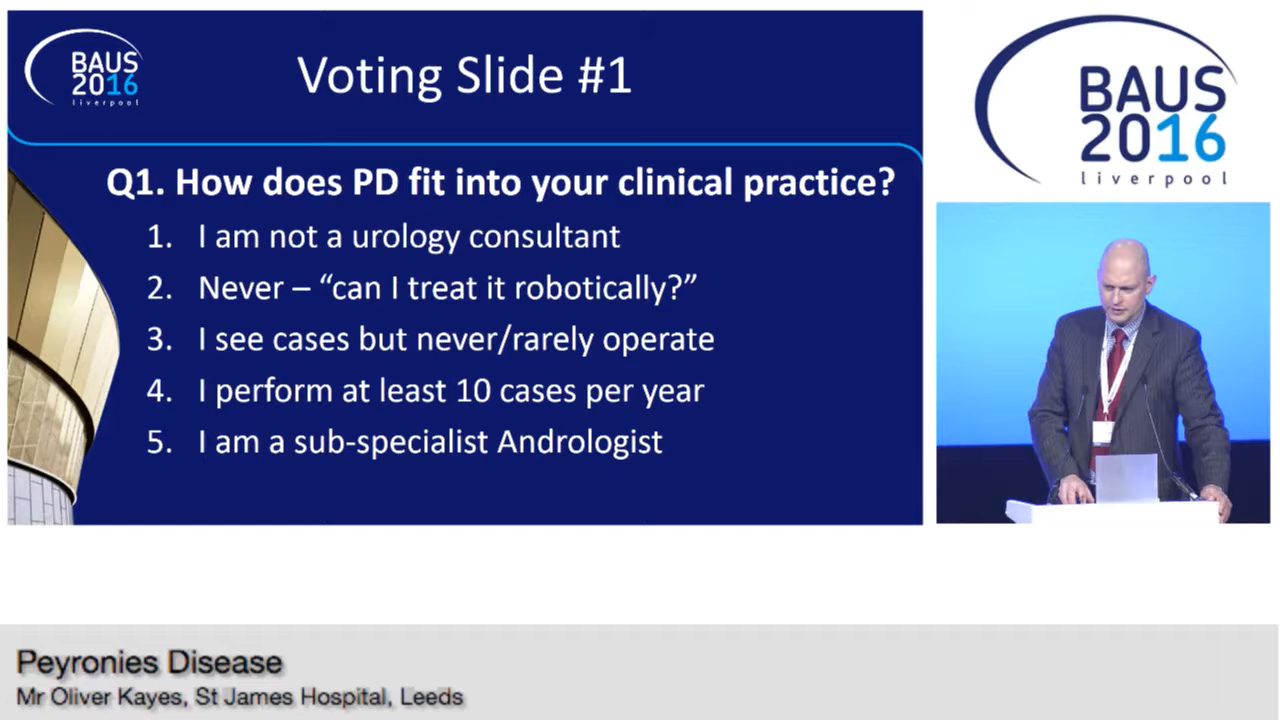 BAUS
2016
liverpool
Voting Slide #1
Q1. How does PD fit into your clinical practice?
1. I am not a urology consultant
2. Never – “can I treat it robotically?”
3. I see cases but never/rarely operate
4. I perform at least 10 cases per year
5. I am a sub-specialist Andrologist
BAUS
2016
liverpool
Peyronies Disease
Mr Oliver Kayes, St James Hospital, Leeds